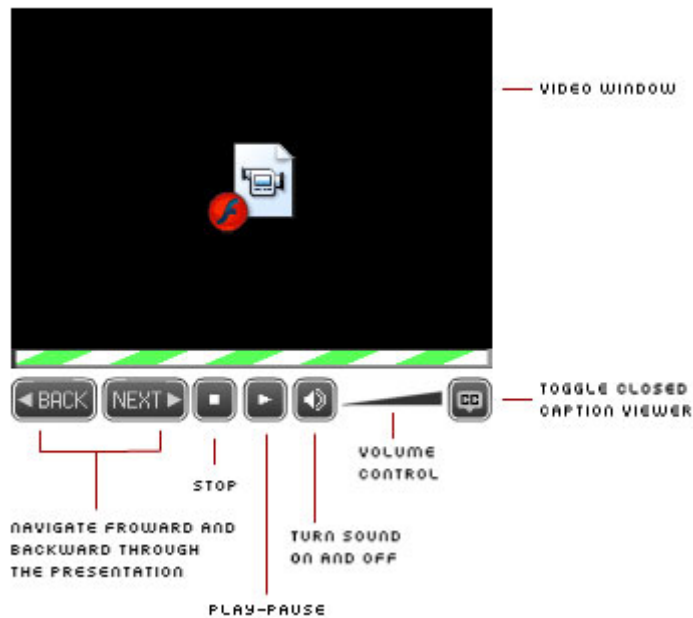 VIDEO WINDOW
BACK NEXT CC
TOGGLE CLOSED
CAPTION VIEWER
VOLUME
CONTROL
STOP
NAVIGATE FROWARD AND
BACKWARD THROUGH
THE PRESENTATION
TURN SOUND
ON AND OFF
PLAY-PAUSE